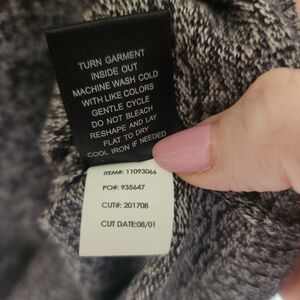 TURN GARMENT
INSIDE OUT
MACHINE WASH COLD
WITH LIKE COLORS
GENTLE CYCLE
DO NOT BLEACH
RESHAPE AND LAY
FLAT TO DRY
COOL IRON IF NEEDED
ITEM#: 11093066
PO#: 935647
CUT#: 201708
CUT DATE:08/01